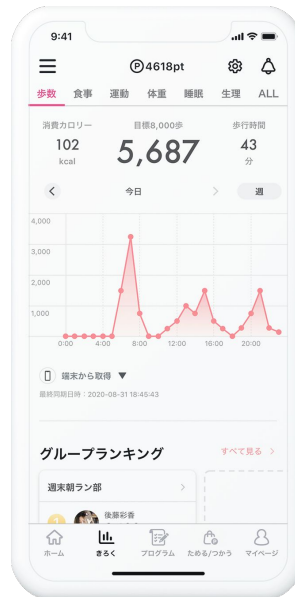 9:41
Ⓟ4618pt
歩数 食事 運動 体重 睡眠 生理 ALL
消費カロリー 目標8,000歩 歩行時間
102 5,687 43
kcal 分
今日 週
4,000
3,000
2,000
1,000
0:00 4:00 8:00 12:00 16:00 20:00
端末から取得 ▼
最終同期日時：2020-08-31 18:45:43
グループランキング すべて見る
週末朝ラン部
後藤彩香
ホーム きろく プログラム ためる/つかう マイページ